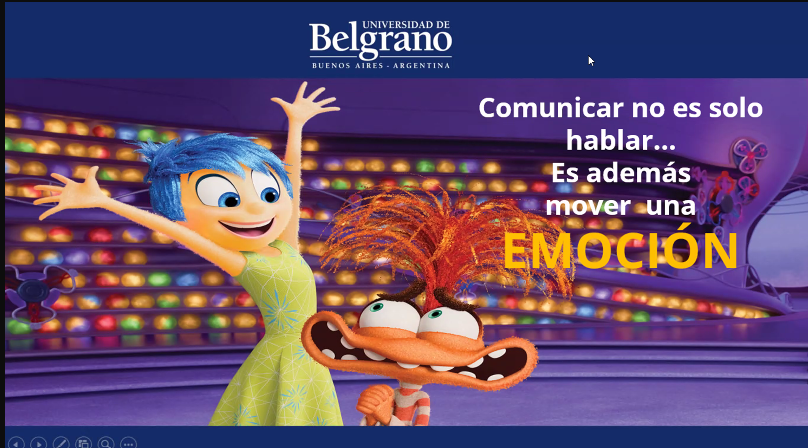 UNIVERSIDAD DE
Belgrano
BUENOS AIRES - ARGENTINA
Comunicar no es solo
hablar...
Es además
mover una
EMOCIÓN